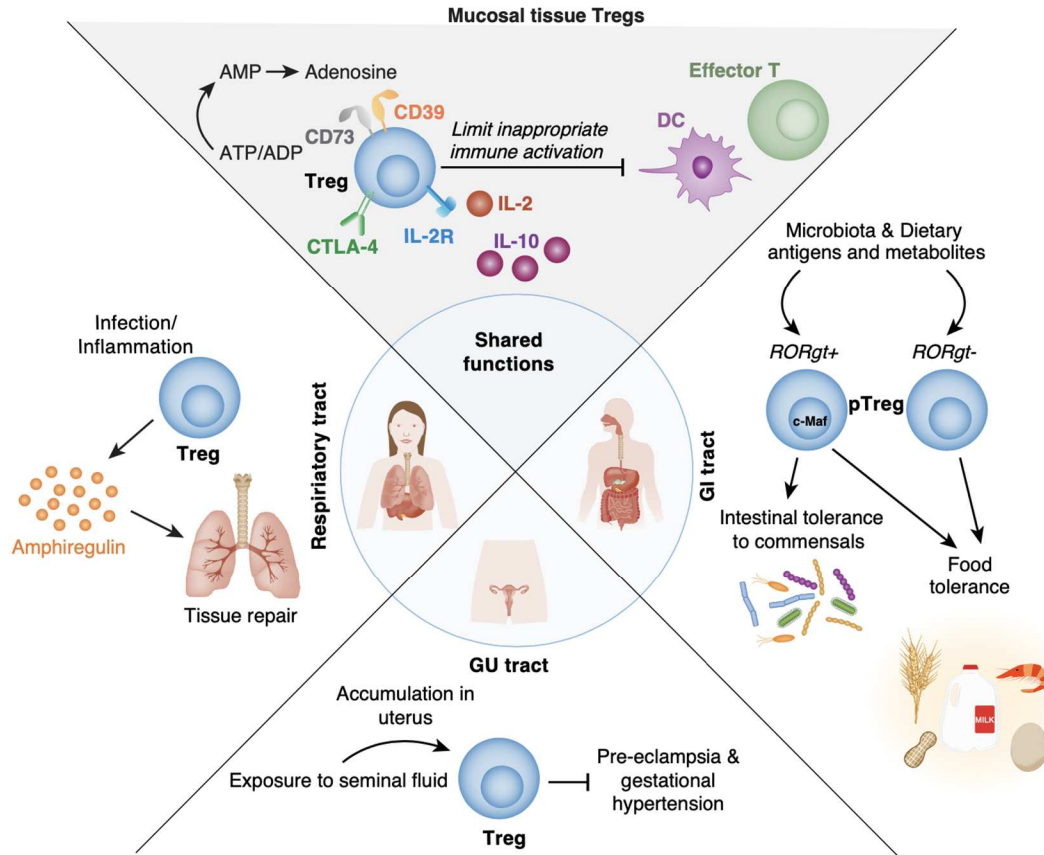 Mucosal tissue Tregs
AMP
Adenosine
ATP/ADP
CD73
CD39
Treg
CTLA-4
IL-2R
IL-2
IL-10
Limit inappropriate
immune activation
DC
Effector T
Shared
functions
Respiriatory tract
GI tract
GU tract
Infection/
Inflammation
Treg
Amphiregulin
Tissue repair
Microbiota & Dietary
antigens and metabolites
RORgt+
RORgt-
c-Maf
pTreg
Intestinal tolerance
to commensals
Food
tolerance
MILK
Accumulation in
uterus
Exposure to seminal fluid
Treg
Pre-eclampsia &
gestational
hypertension